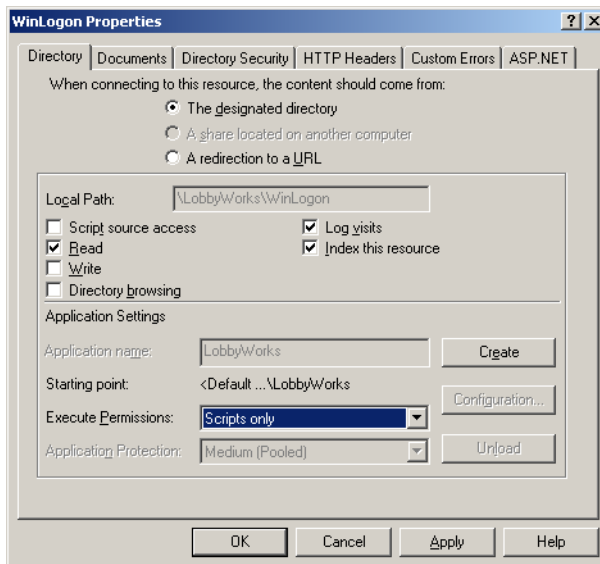 WinLogon Properties
? x
Directory Documents Directory Security HTTP Headers Custom Errors ASP.NET
When connecting to this resource, the content should come from:
The designated directory
A share located on another computer
A redirection to a URL
Local Path: \LobbyWorks\WinLogon
Script source access Log visits
Read Index this resource
Write
Directory browsing
Application Settings
Application name: LobbyWorks Create
Starting point: <Default ...\LobbyWorks
Configuration...
Execute Permissions: Scripts only
Application Protection: Medium (Pooled) Unload
OK Cancel Apply Help